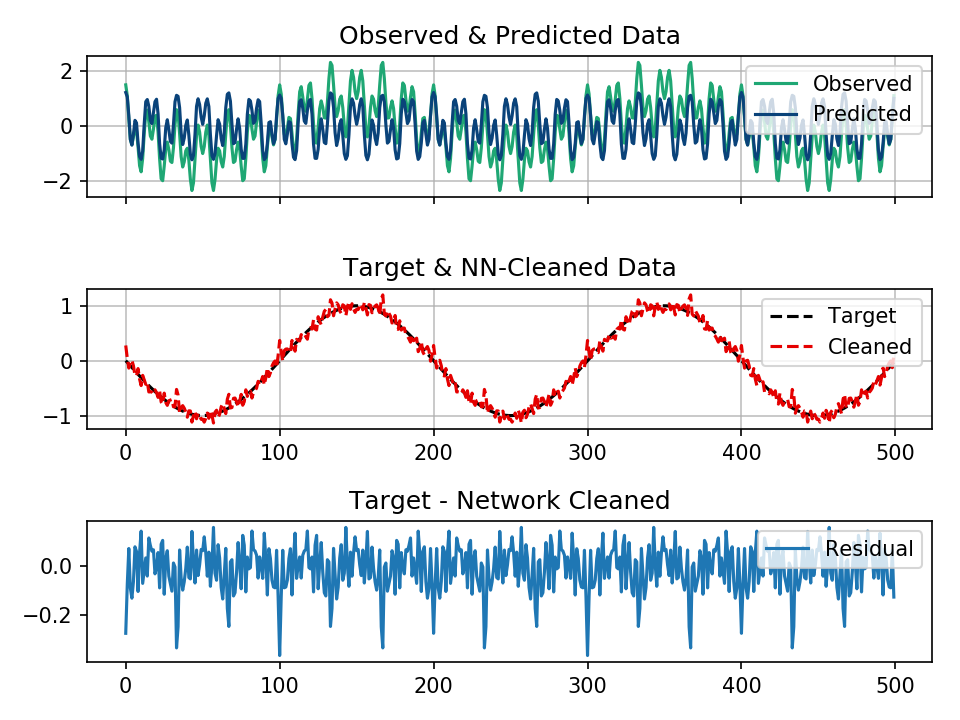 Observed & Predicted Data
2
0
−2
Observed
Predicted
Target & NN-Cleaned Data
1
0
−1
Target
Cleaned
0 100 200 300 400 500
Target - Network Cleaned
0.0
−0.2
Residual
0 100 200 300 400 500